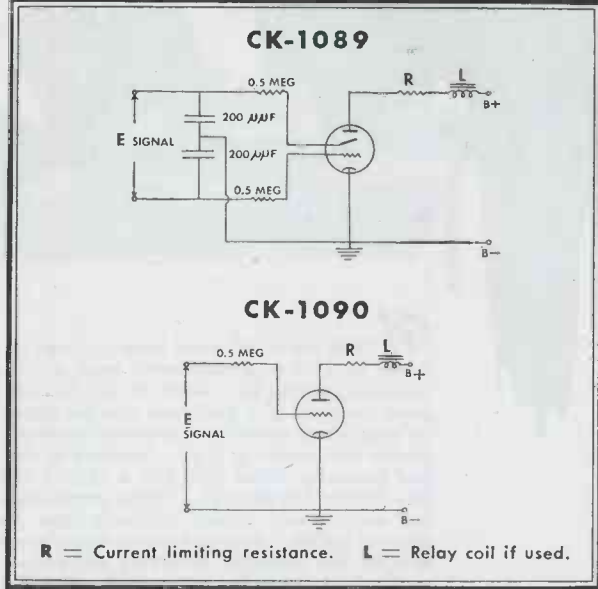 CK-1089
0.5 MEG
R
L
B+
200 µµF
E SIGNAL
200 µµF
0.5 MEG
B−
CK-1090
0.5 MEG
R
L
B+
E
SIGNAL
B−
R = Current limiting resistance. L = Relay coil if used.